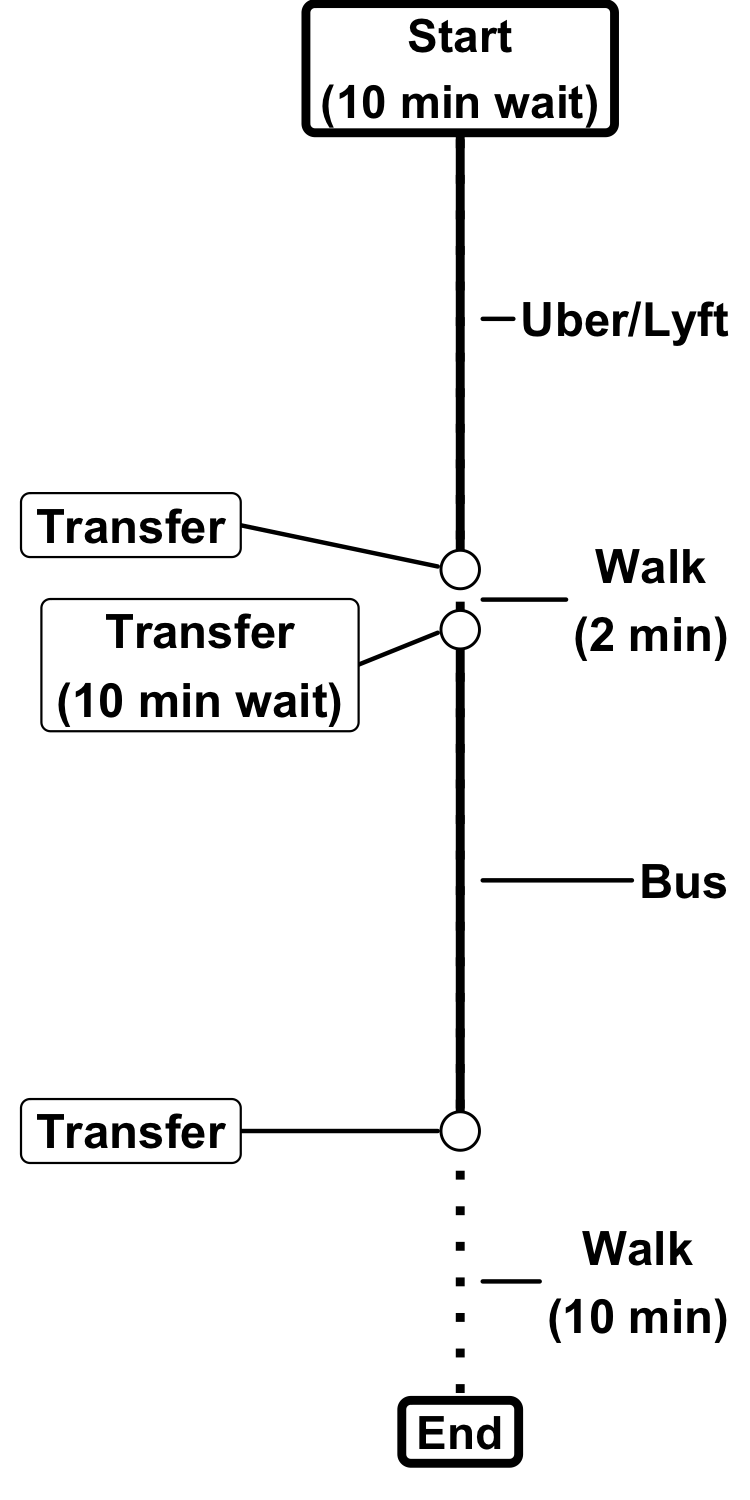 Start
(10 min wait)
Uber/Lyft
Transfer
Walk
(2 min)
Transfer
(10 min wait)
Bus
Transfer
Walk
(10 min)
End